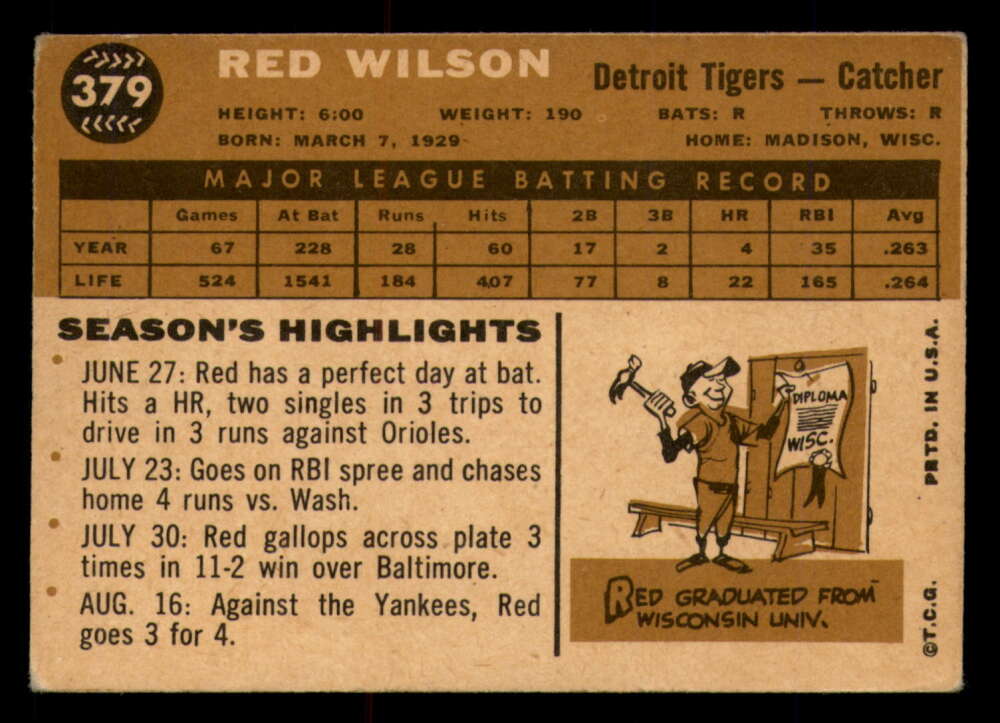 379
RED WILSON
Detroit Tigers — Catcher
HEIGHT: 6:00 WEIGHT: 190 BATS: R THROWS: R
BORN: MARCH 7, 1929 HOME: MADISON, WISC.
MAJOR LEAGUE BATTING RECORD
Games At Bat Runs Hits 2B 3B HR RBI Avg
YEAR 67 228 28 60 17 2 4 35 .263
LIFE 524 1541 184 407 77 8 22 165 .264
SEASON'S HIGHLIGHTS
JUNE 27: Red has a perfect day at bat.
Hits a HR, two singles in 3 trips to
drive in 3 runs against Orioles.
JULY 23: Goes on RBI spree and chases
home 4 runs vs. Wash.
JULY 30: Red gallops across plate 3
times in 11-2 win over Baltimore.
AUG. 16: Against the Yankees, Red
goes 3 for 4.
DIPLOMA
WISC.
RED GRADUATED FROM
WISCONSIN UNIV.
©T.C.G. PRTD. IN U.S.A.